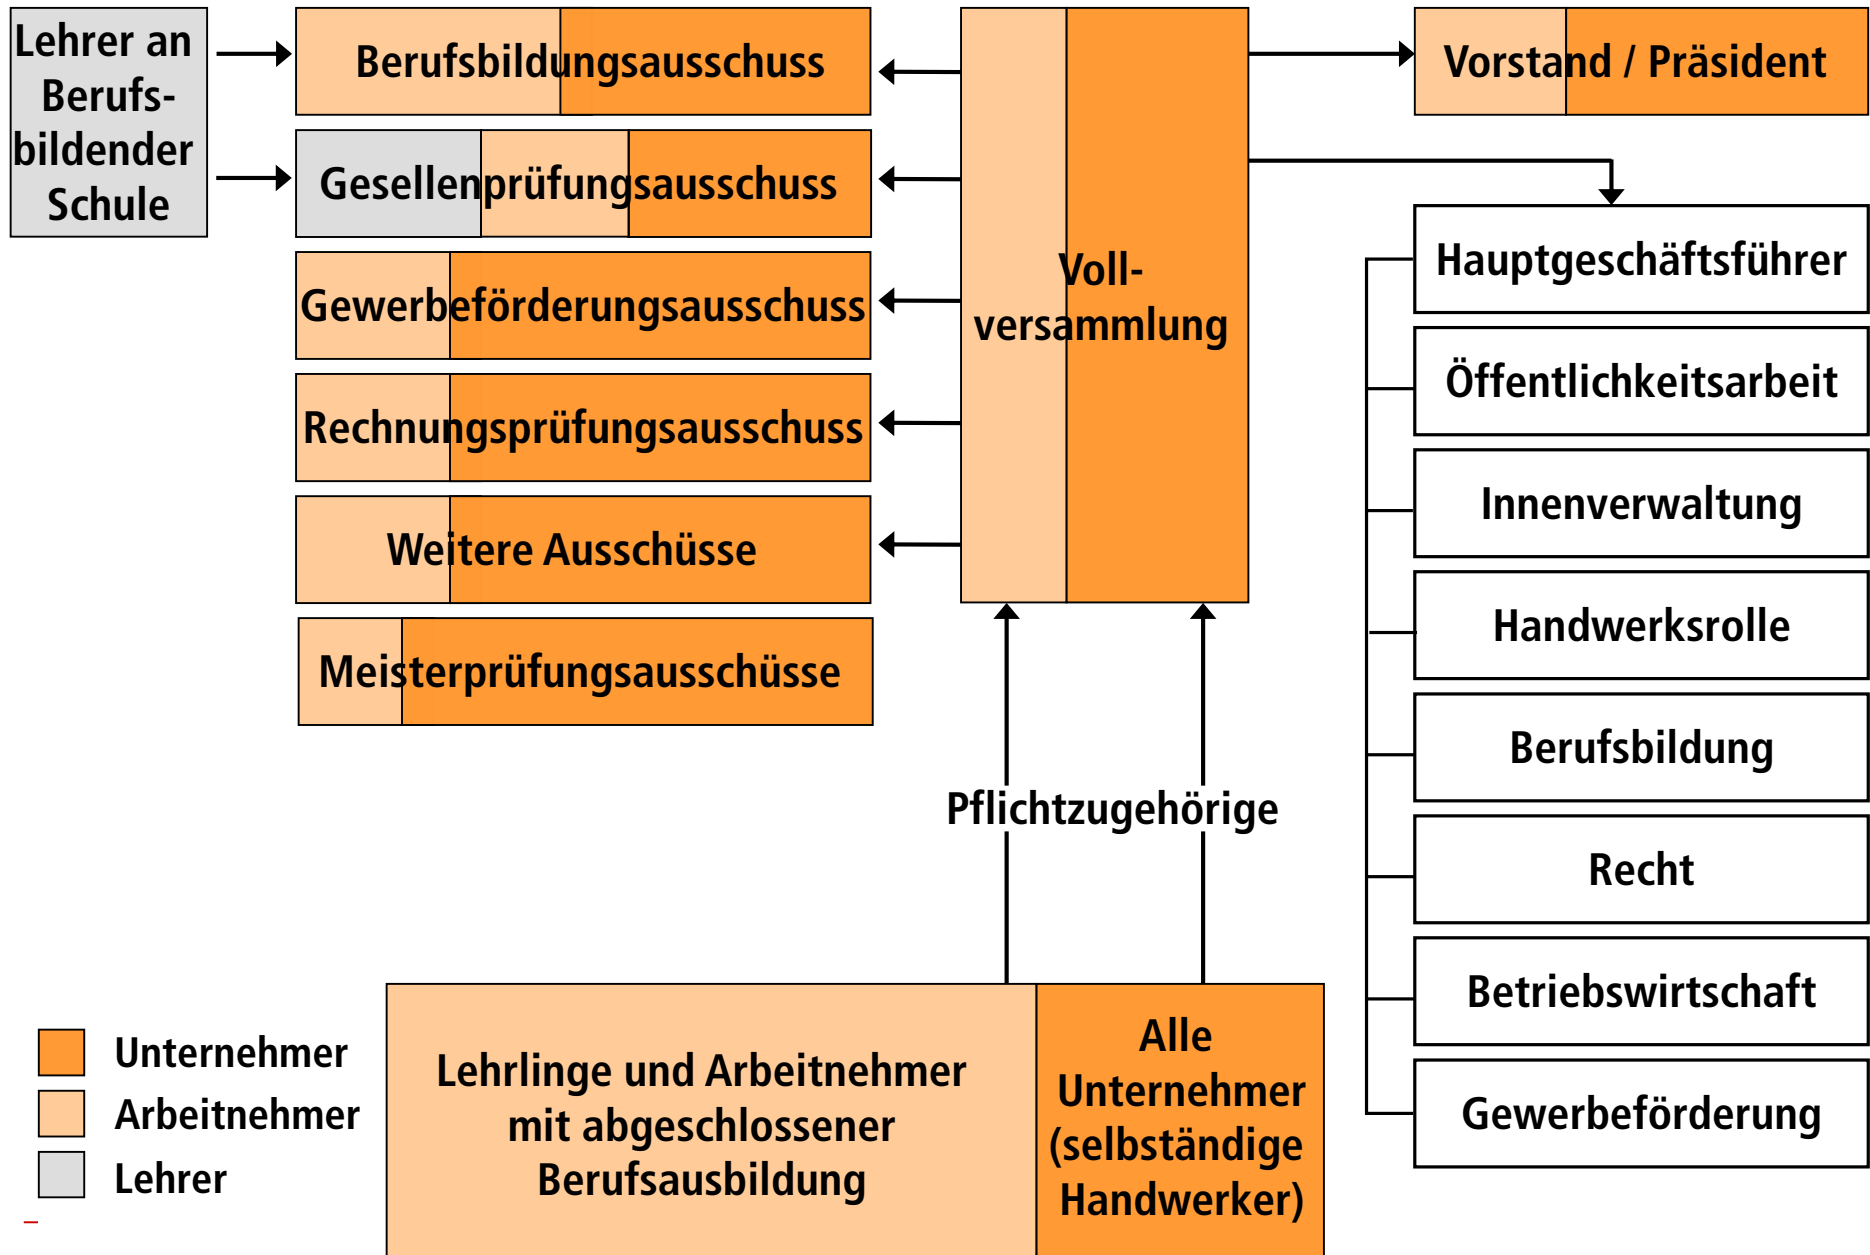 Lehrer an
Berufs-
bildender
Schule
Berufsbildungsausschuss
Gesellenprüfungsausschuss
Gewerbeförderungsausschuss
Rechnungsprüfungsausschuss
Weitere Ausschüsse
Meisterprüfungsausschüsse
Voll-
versammlung
Vorstand / Präsident
Hauptgeschäftsführer
Öffentlichkeitsarbeit
Innenverwaltung
Handwerksrolle
Berufsbildung
Recht
Betriebswirtschaft
Gewerbeförderung
Pflichtzugehörige
Lehrlinge und Arbeitnehmer
mit abgeschlossener
Berufsausbildung
Alle
Unternehmer
(selbständige
Handwerker)
Unternehmer
Arbeitnehmer
Lehrer